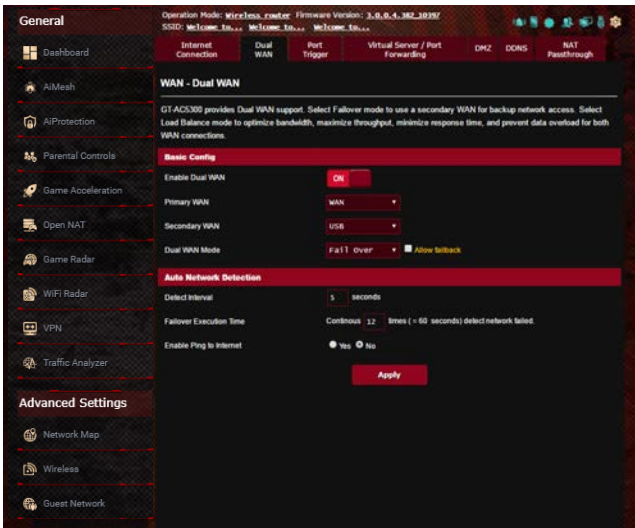 General
Dashboard
AiMesh
AiProtection
Parental Controls
Game Acceleration
Open NAT
Game Radar
WiFi Radar
VPN
Traffic Analyzer
Advanced Settings
Network Map
Wireless
Guest Network
Operation Mode: Wireless router Firmware Version: 3.0.0.4.382_10397
SSID: Welcome to... Welcome to... Welcome to...
Internet Connection
Dual WAN
Port Trigger
Virtual Server / Port Forwarding
DMZ
DDNS
NAT Passthrough
WAN - Dual WAN
GT-AC5300 provides Dual WAN support. Select Failover mode to use a secondary WAN for backup network access. Select
Load Balance mode to optimize bandwidth, maximize throughput, minimize response time, and prevent data overload for both
WAN connections.
Basic Config
Enable Dual WAN ON
Primary WAN WAN
Secondary WAN USB
Dual WAN Mode Fail Over Allow failback
Auto Network Detection
Detect Interval 5 seconds
Failover Execution Time Continous 12 times ( = 60 seconds) detect network failed.
Enable Ping to Internet Yes No
Apply